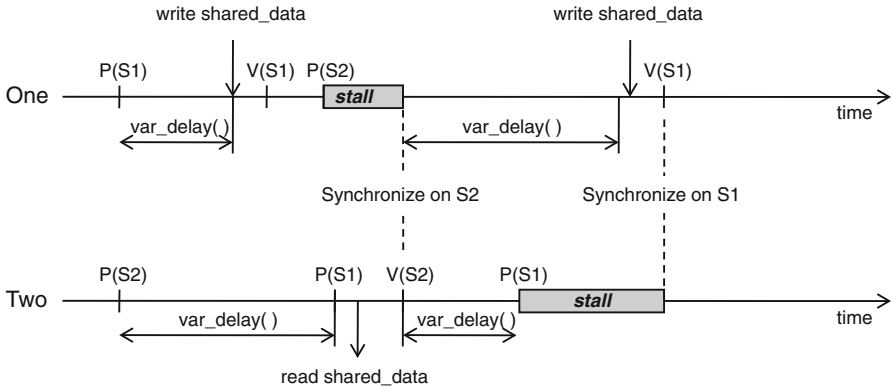 write shared_data write shared_data
P(S1) V(S1) P(S2) V(S1)
One stall
time
var_delay( ) var_delay( )
Synchronize on S2 Synchronize on S1
P(S2) P(S1) V(S2) P(S1)
Two stall
time
var_delay( ) var_delay( )
read shared_data